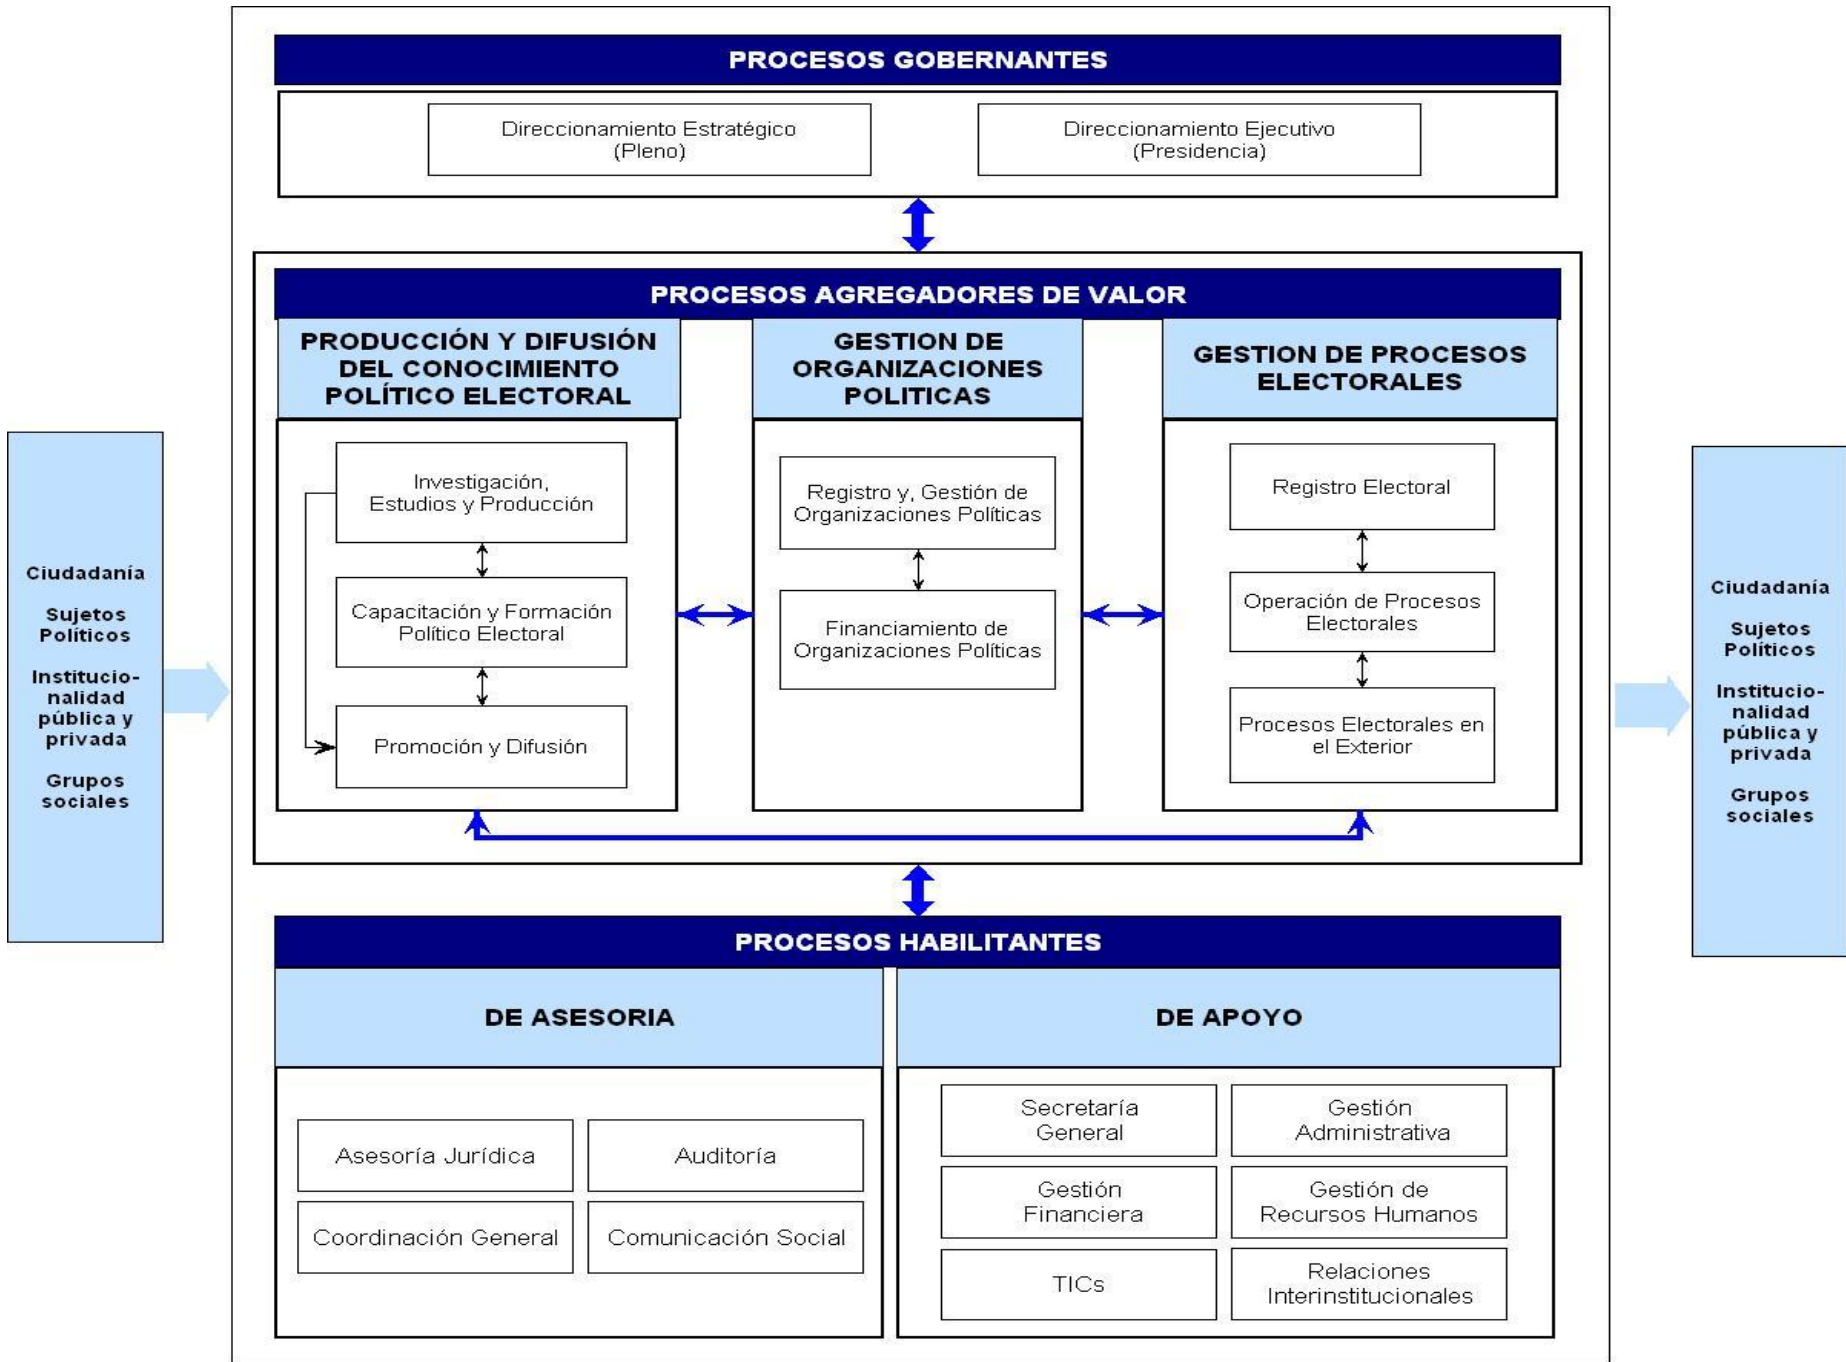 PROCESOS GOBERNANTES
Direccionamiento Estratégico
(Pleno)
Direccionamiento Ejecutivo
(Presidencia)
PROCESOS AGREGADORES DE VALOR
PRODUCCIÓN Y DIFUSIÓN
DEL CONOCIMIENTO
POLÍTICO ELECTORAL
Investigación,
Estudios y Producción
Capacitación y Formación
Político Electoral
Promoción y Difusión
GESTION DE
ORGANIZACIONES
POLITICAS
Registro y, Gestión de
Organizaciones Políticas
Financiamiento de
Organizaciones Políticas
GESTION DE PROCESOS
ELECTORALES
Registro Electoral
Operación de Procesos
Electorales
Procesos Electorales en
el Exterior
Ciudadanía
Sujetos
Políticos
Institucio-
nalidad
pública y
privada
Grupos
sociales
Ciudadanía
Sujetos
Políticos
Institucio-
nalidad
pública y
privada
Grupos
sociales
PROCESOS HABILITANTES
DE ASESORIA
Asesoría Jurídica
Auditoría
Coordinación General
Comunicación Social
DE APOYO
Secretaría
General
Gestión
Administrativa
Gestión
Financiera
Gestión de
Recursos Humanos
TICs
Relaciones
Interinstitucionales